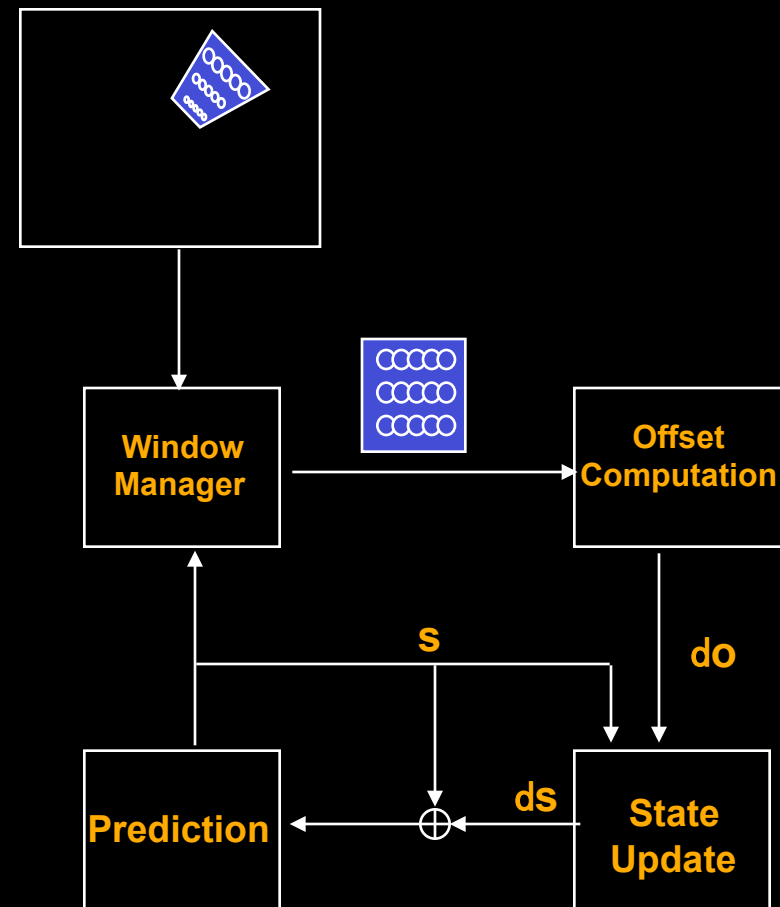 Window
Manager
Offset
Computation
s
do
Prediction
ds
State
Update